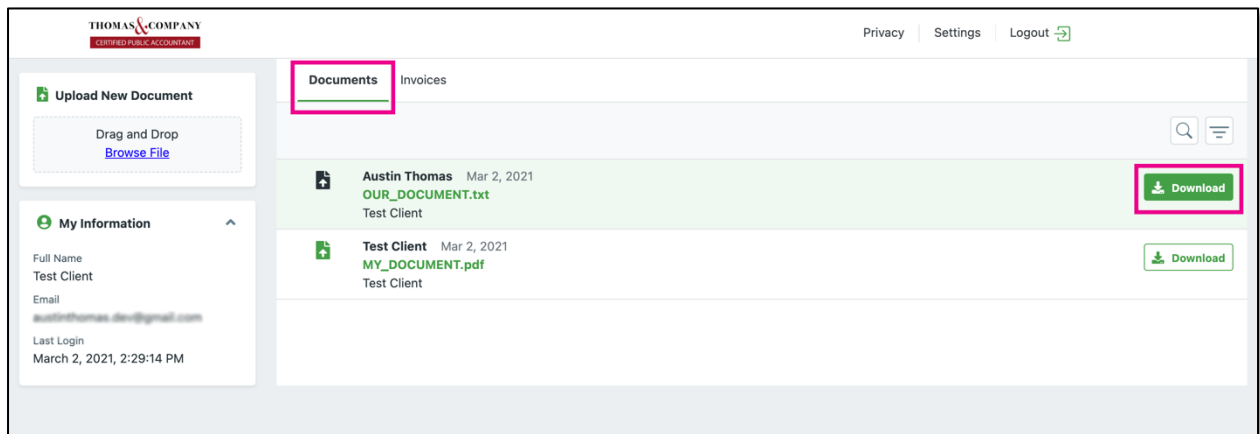 THOMAS & COMPANY
CERTIFIED PUBLIC ACCOUNTANT
Privacy
Settings
Logout
Upload New Document
Drag and Drop
Browse File
My Information
Full Name
Test Client
Email
Last Login
March 2, 2021, 2:29:14 PM
Documents Invoices
Austin Thomas Mar 2, 2021
OUR_DOCUMENT.txt
Test Client
Download
Test Client Mar 2, 2021
MY_DOCUMENT.pdf
Test Client
Download